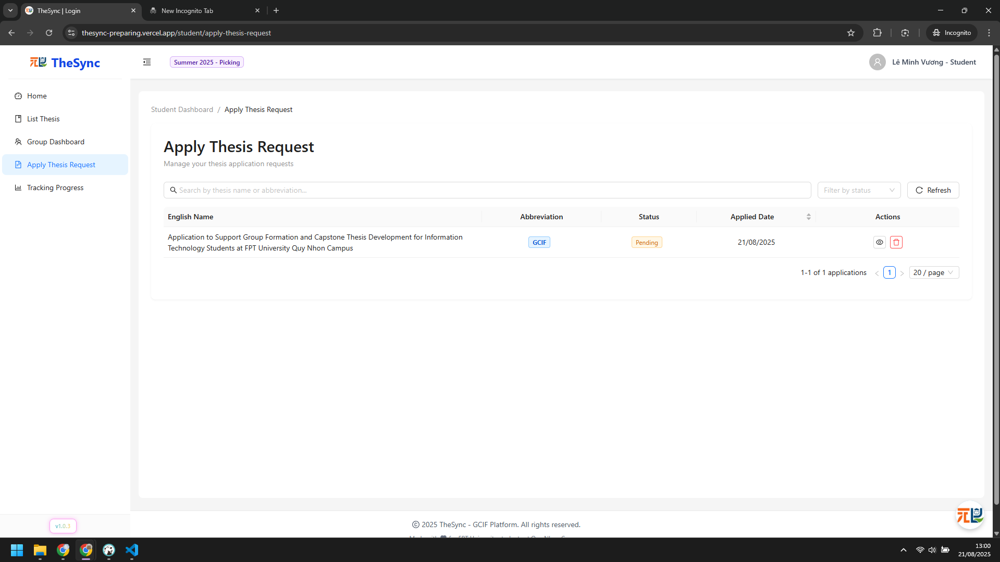 TheSync | Login
New Incognito Tab
thesync-preparing.vercel.app/student/apply-thesis-request
Incognito
TheSync
Summer 2025 - Picking
Lê Minh Vương - Student
Home
List Thesis
Group Dashboard
Apply Thesis Request
Tracking Progress
Student Dashboard / Apply Thesis Request
Apply Thesis Request
Manage your thesis application requests
Search by thesis name or abbreviation...
Filter by status
Refresh
English Name
Abbreviation
Status
Applied Date
Actions
Application to Support Group Formation and Capstone Thesis Development for Information
Technology Students at FPT University Quy Nhon Campus
GCIF
Pending
21/08/2025
1-1 of 1 applications
1
20 / page
v1.0.3
© 2025 TheSync - GCIF Platform. All rights reserved.
13:00
21/08/2025